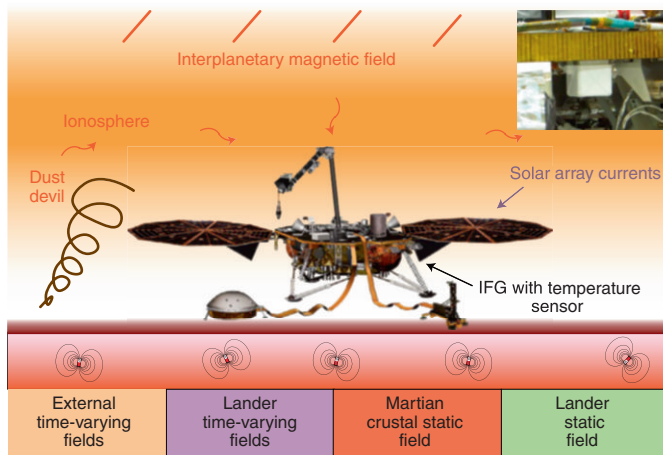 Interplanetary magnetic field
Ionosphere
Dust
devil
Solar array currents
IFG with temperature
sensor
External
time-varying
fields
Lander
time-varying
fields
Martian
crustal static
field
Lander
static
field